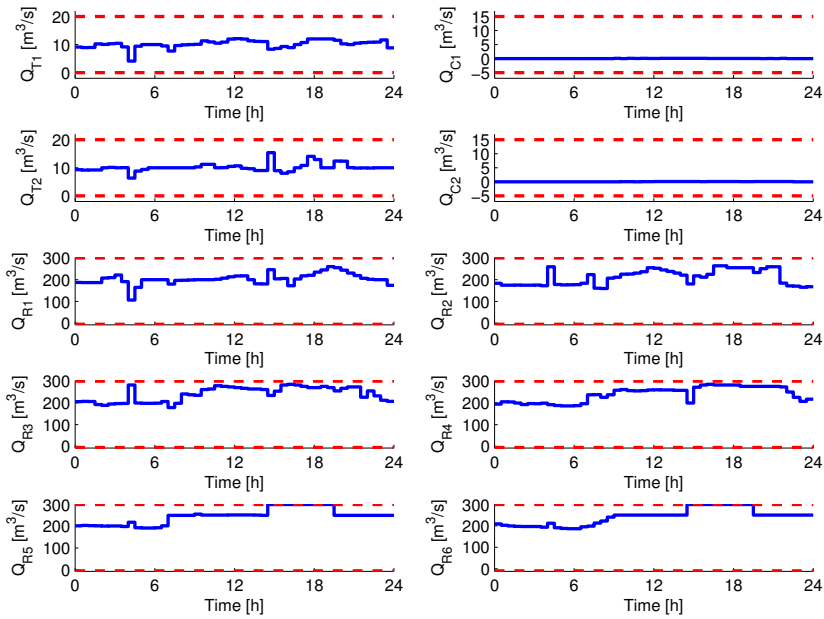 Q_T1 [m^3/s]
20
10
0
0 6 12 18 24
Time [h]
Q_C1 [m^3/s]
15
10
5
0
−5
0 6 12 18 24
Time [h]
Q_T2 [m^3/s]
20
10
0
0 6 12 18 24
Time [h]
Q_C2 [m^3/s]
15
10
5
0
−5
0 6 12 18 24
Time [h]
Q_R1 [m^3/s]
300
200
100
0
0 6 12 18 24
Time [h]
Q_R2 [m^3/s]
300
200
100
0
0 6 12 18 24
Time [h]
Q_R3 [m^3/s]
300
200
100
0
0 6 12 18 24
Time [h]
Q_R4 [m^3/s]
300
200
100
0
0 6 12 18 24
Time [h]
Q_R5 [m^3/s]
300
200
100
0
0 6 12 18 24
Time [h]
Q_R6 [m^3/s]
300
200
100
0
0 6 12 18 24
Time [h]